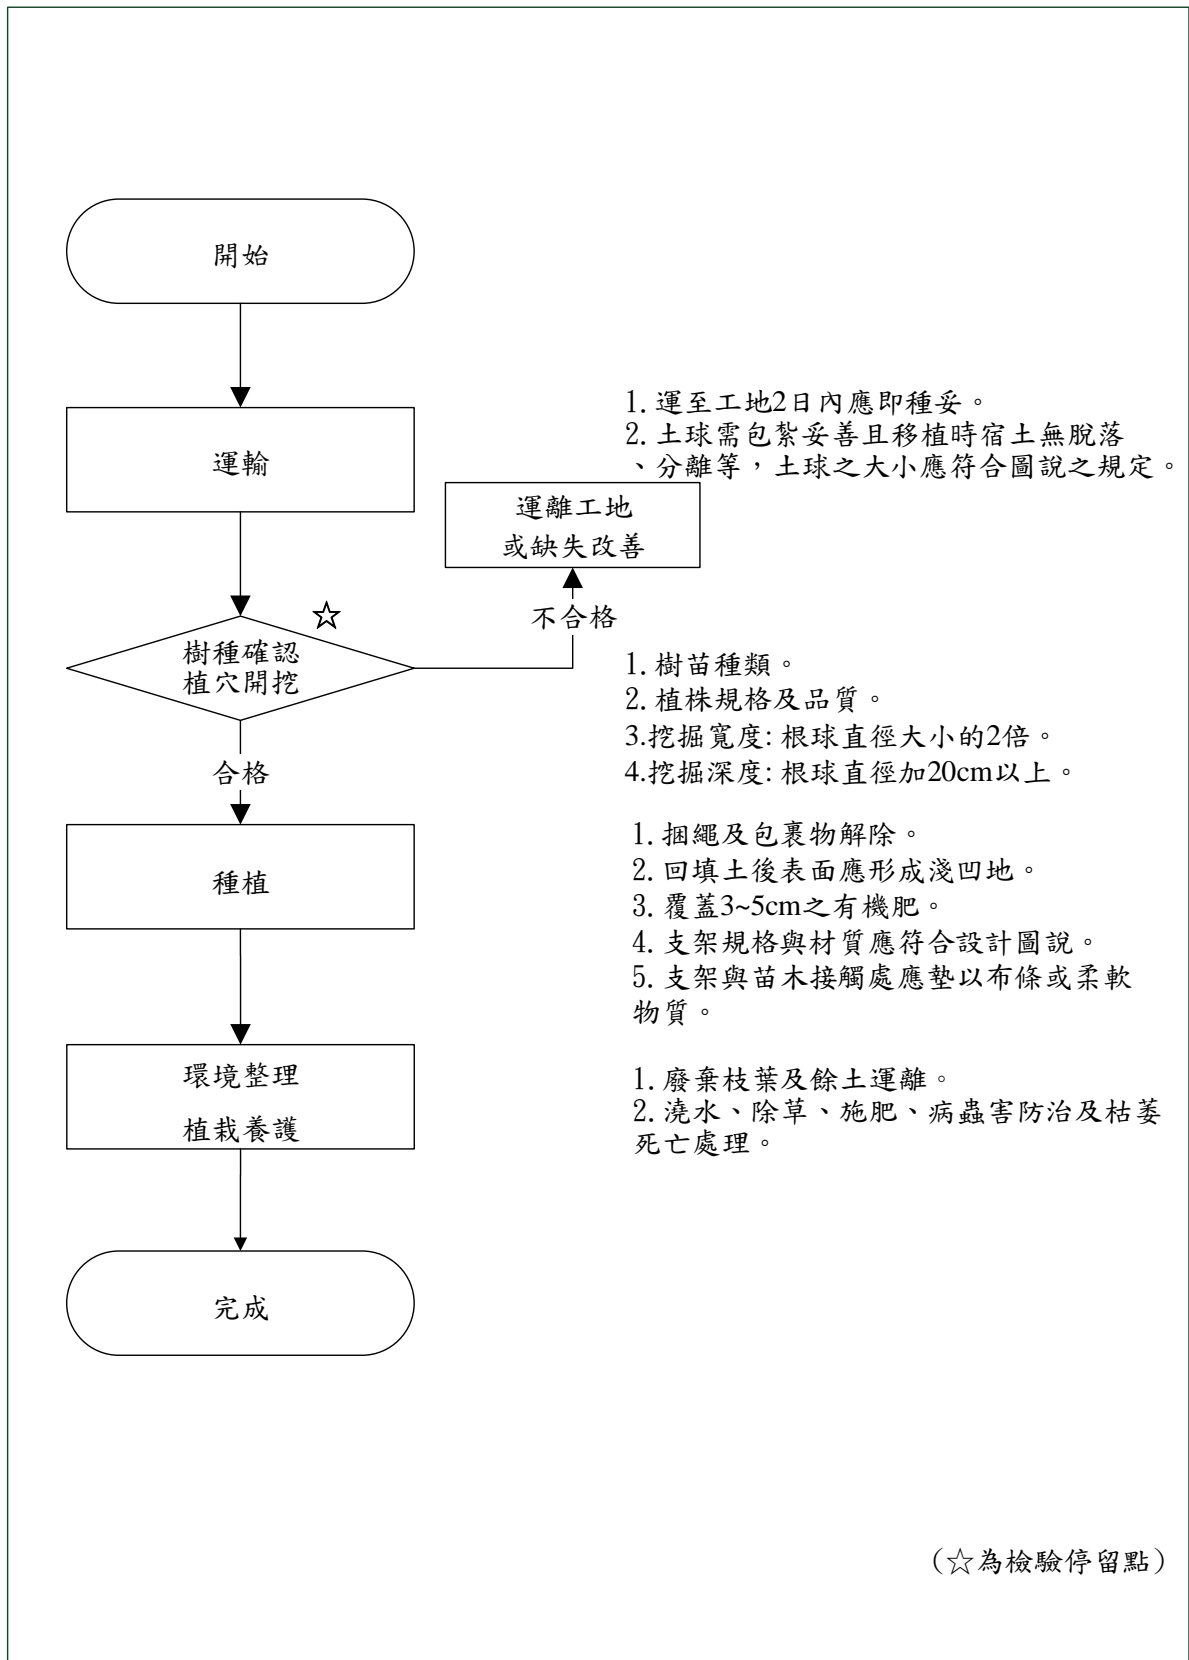 開始
運輸
1. 運至工地2日內應即種妥。
2. 土球需包紮妥善且移植時宿土無脫落
、分離等，土球之大小應符合圖說之規定。
運離工地
或缺失改善
不合格
☆
樹種確認
植穴開挖
1. 樹苗種類。
2. 植株規格及品質。
3.挖掘寬度: 根球直徑大小的2倍。
4.挖掘深度: 根球直徑加20cm以上。
合格
種植
1. 捆繩及包裹物解除。
2. 回填土後表面應形成淺凹地。
3. 覆蓋3~5cm之有機肥。
4. 支架規格與材質應符合設計圖說。
5. 支架與苗木接觸處應墊以布條或柔軟
物質。
環境整理
植栽養護
1. 廢棄枝葉及餘土運離。
2. 澆水、除草、施肥、病蟲害防治及枯萎
死亡處理。
完成
（☆為檢驗停留點）